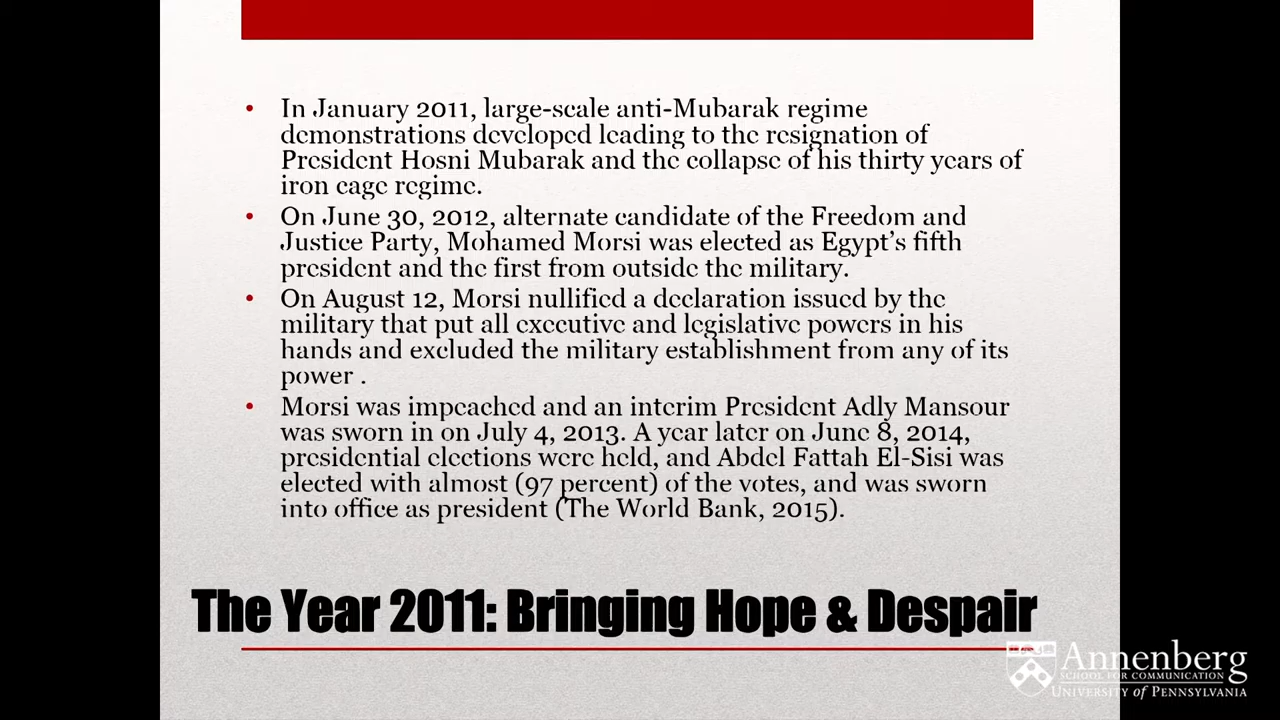 • In January 2011, large-scale anti-Mubarak regime
demonstrations developed leading to the resignation of
President Hosni Mubarak and the collapse of his thirty years of
iron cage regime.
• On June 30, 2012, alternate candidate of the Freedom and
Justice Party, Mohamed Morsi was elected as Egypt's fifth
president and the first from outside the military.
• On August 12, Morsi nullified a declaration issued by the
military that put all executive and legislative powers in his
hands and excluded the military establishment from any of its
power .
• Morsi was impeached and an interim President Adly Mansour
was sworn in on July 4, 2013. A year later on June 8, 2014,
presidential elections were held, and Abdel Fattah El-Sisi was
elected with almost (97 percent) of the votes, and was sworn
into office as president (The World Bank, 2015).
The Year 2011: Bringing Hope & Despair
Annenberg
SCHOOL FOR COMMUNICATION
UNIVERSITY of PENNSYLVANIA